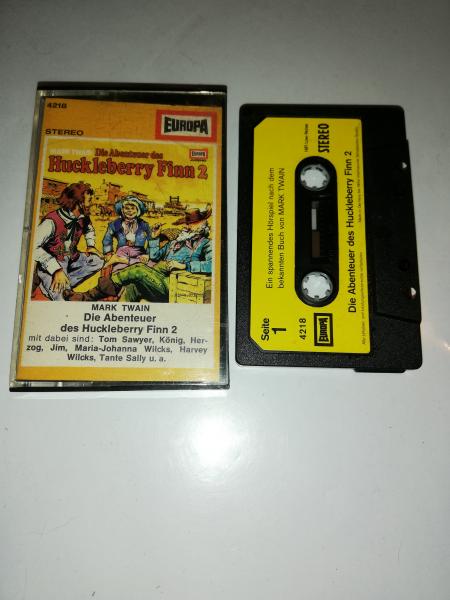 4218
STEREO
EUROPA
MARK TWAIN Die Abenteuer des
EUROPA
Huckleberry Finn 2
MARK TWAIN
Die Abenteuer
des Huckleberry Finn 2
mit dabei sind: Tom Sawyer, König, Her-
zog, Jim, Maria-Johanna Wilcks, Harvey
Wilcks, Tante Sally u. a.
Ein spannendes Hörspiel nach dem
bekannten Buch von MARK TWAIN
Seite
1
4218
EUROPA
STEREO
Die Abenteuer des Huckleberry Finn 2